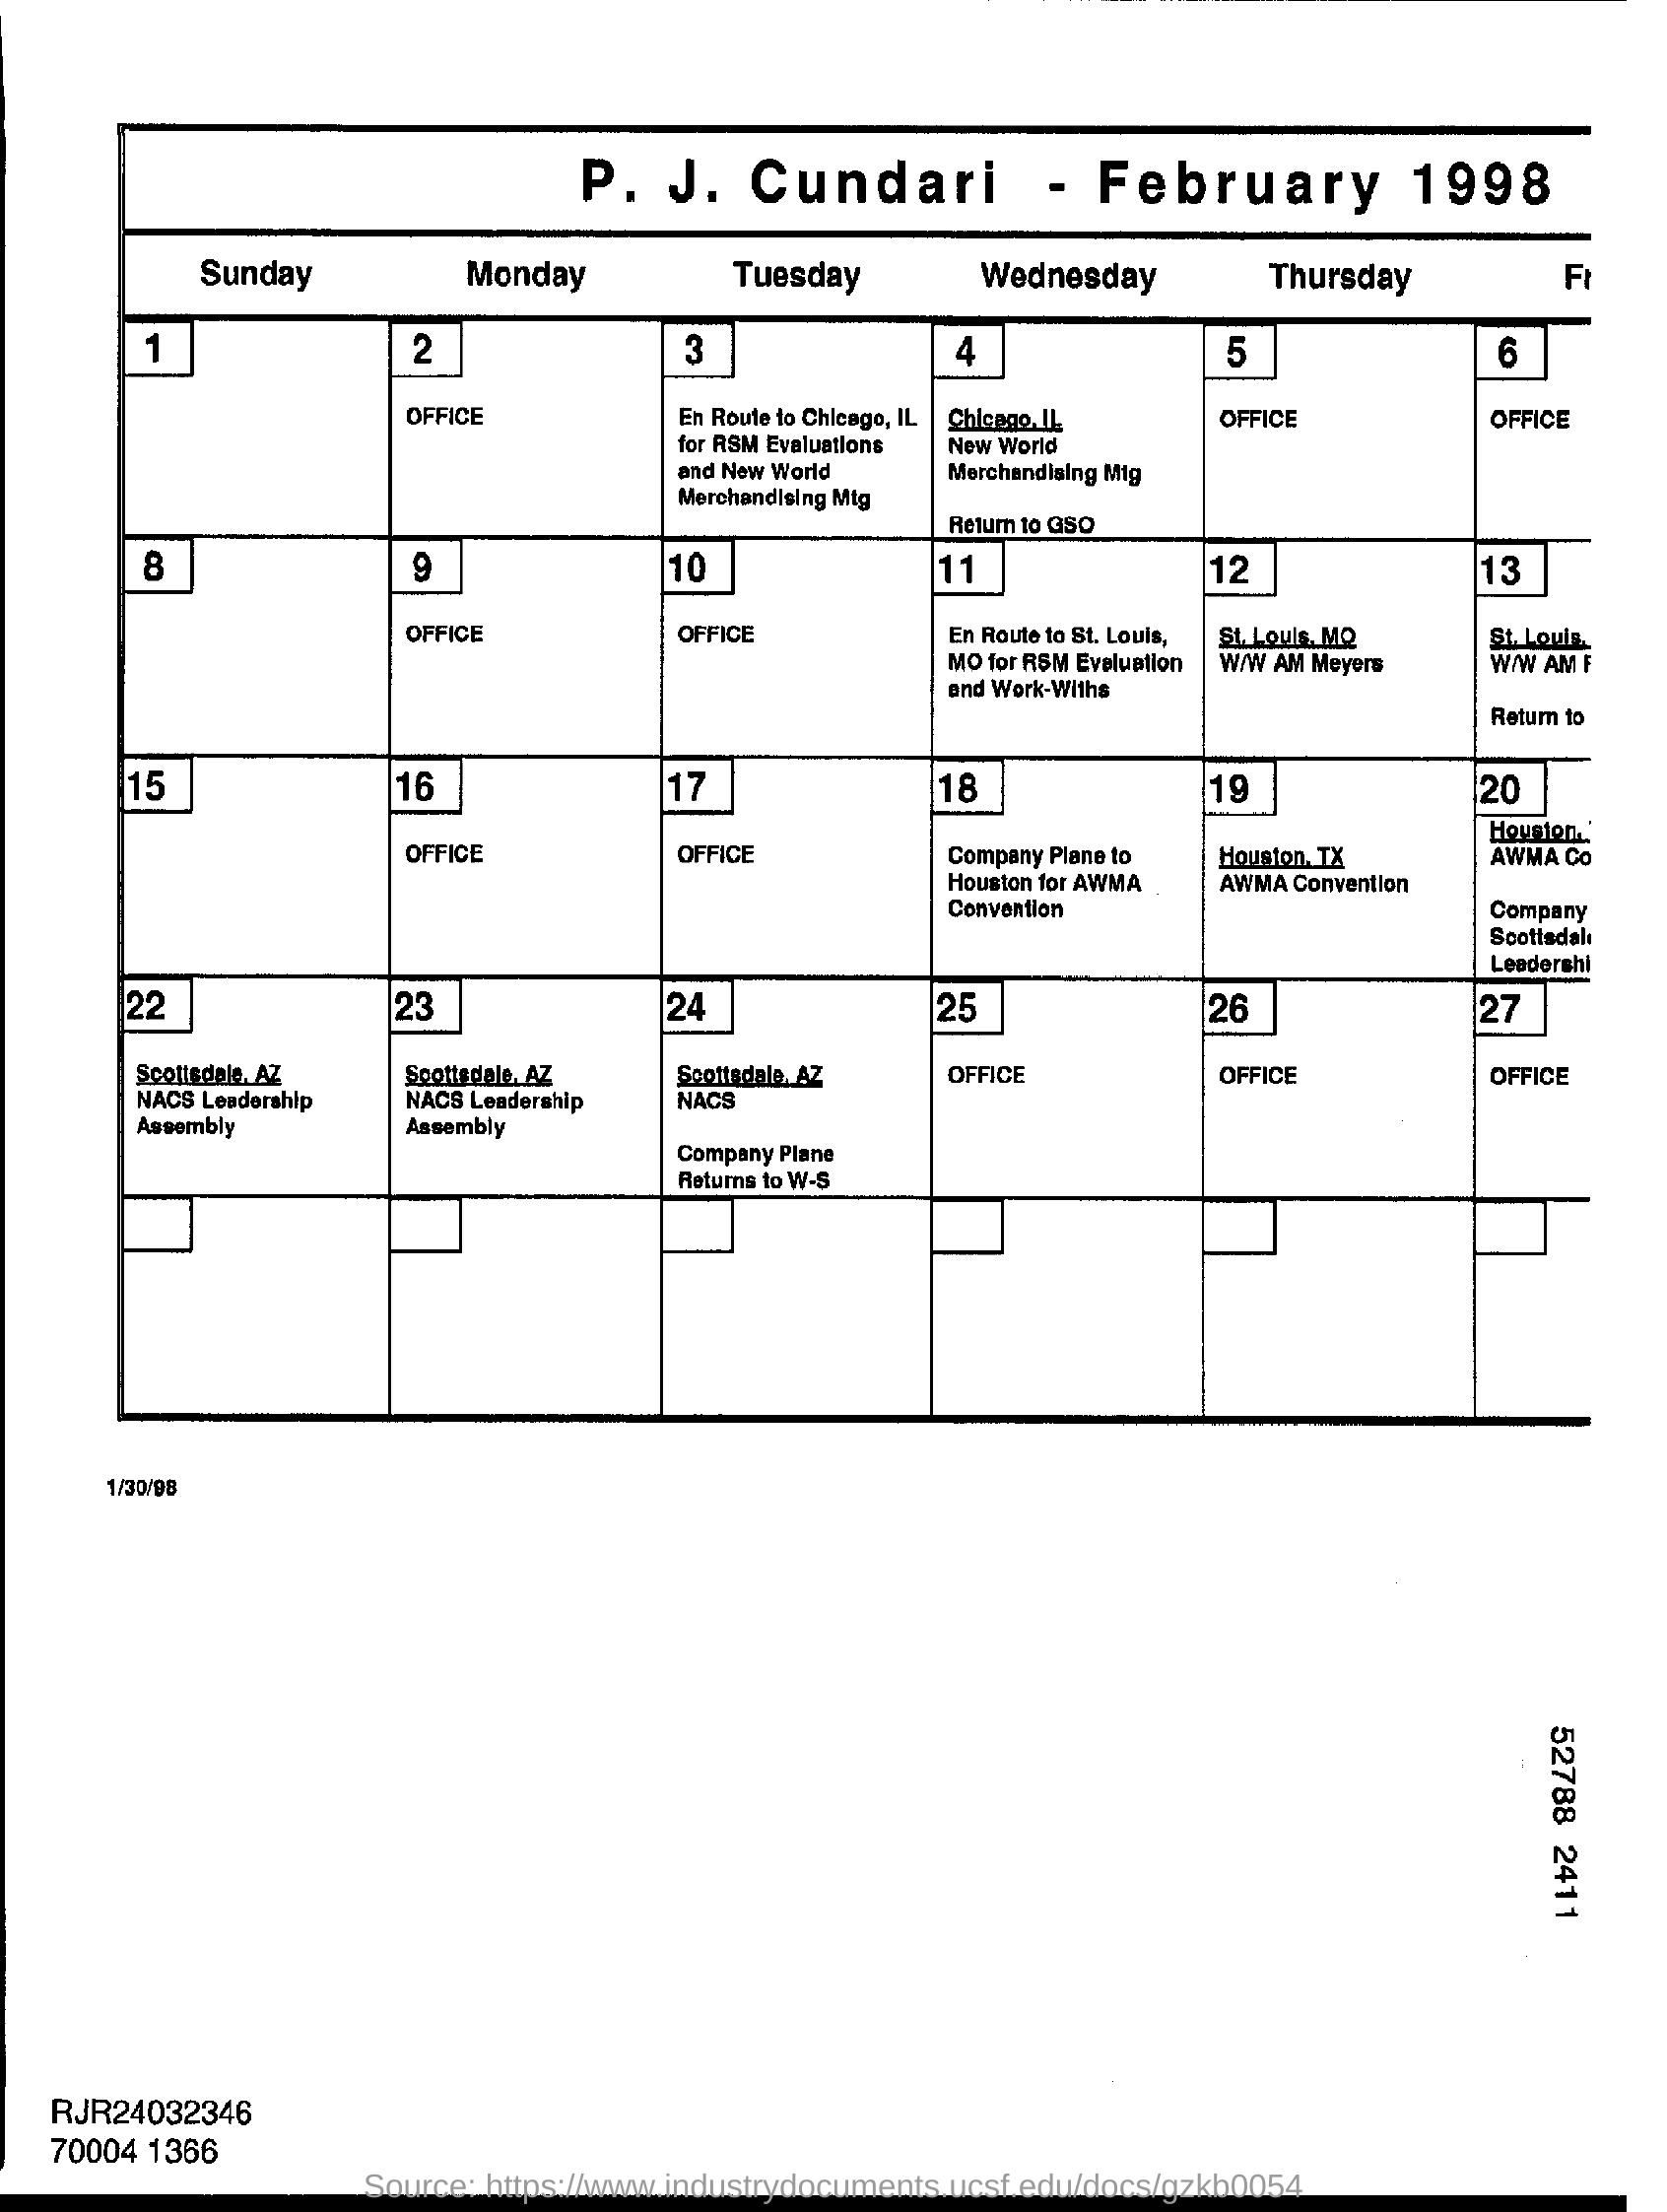 P. J. Cundari - February 1998
Sunday Monday Tuesday Wednesday Thursday
1 2 3 4 5 6
OFFICE
En Route to Chicago, IL
for RSM Evaluations
and New World
Merchandising Mtg
Chicago, IL
New World
Merchandising Mtg
Return to GSO
OFFICE
OFFICE
8 9 10 11 12 13
OFFICE
OFFICE
En Route to St. Louis,
MO for RSM Evaluation
and Work-Withs
St. Louis, MO
W/W AM Meyers
St. Louis,
W/W AM
Return to
15 16 17 18 19 20
OFFICE
OFFICE
Company Plane to
Houston for AWMA
Convention
Houston, TX
AWMA Convention
Houston,
AWMA Co
Company
Scottsdal
Leadershi
22 23 24 25 26 27
Scottsdale, AZ
NACS Leadership
Assembly
Scottsdale, AZ
NACS Leadership
Assembly
Scottsdale, AZ
NACS
Company Plane
Returns to W-S
OFFICE
OFFICE
OFFICE
1/30/98
52788 2411
RJR24032346
70004 1366
Source: https://www.industrydocuments.ucsf.edu/docs/gzkb0054